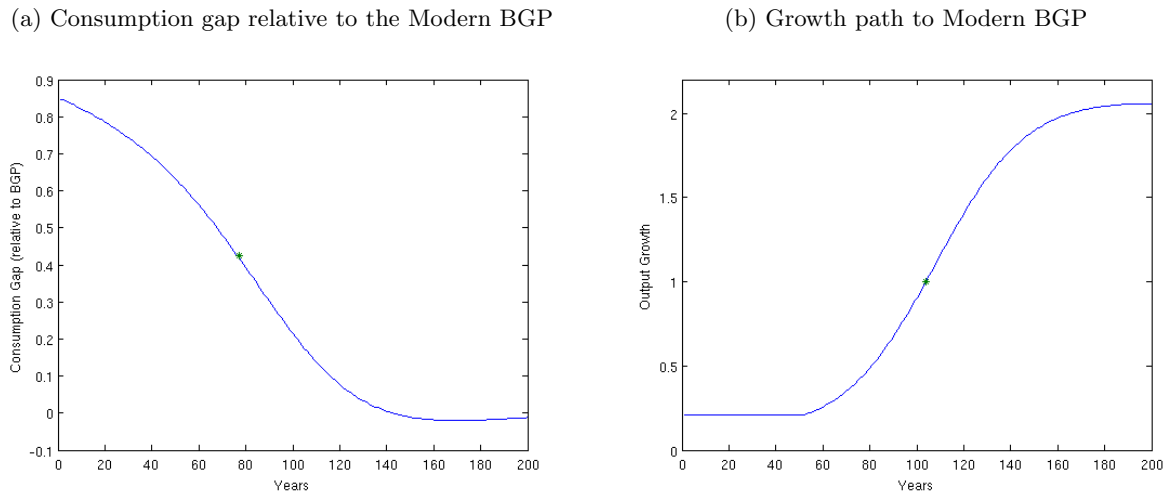 (a) Consumption gap relative to the Modern BGP
0.9
0.8
0.7
0.6
0.5
0.4
0.3
0.2
0.1
0
-0.1
Consumption Gap (relative to BGP)
0 20 40 60 80 100 120 140 160 180 200
Years
(b) Growth path to Modern BGP
2
1.5
1
0.5
0
Output Growth
0 20 40 60 80 100 120 140 160 180 200
Years